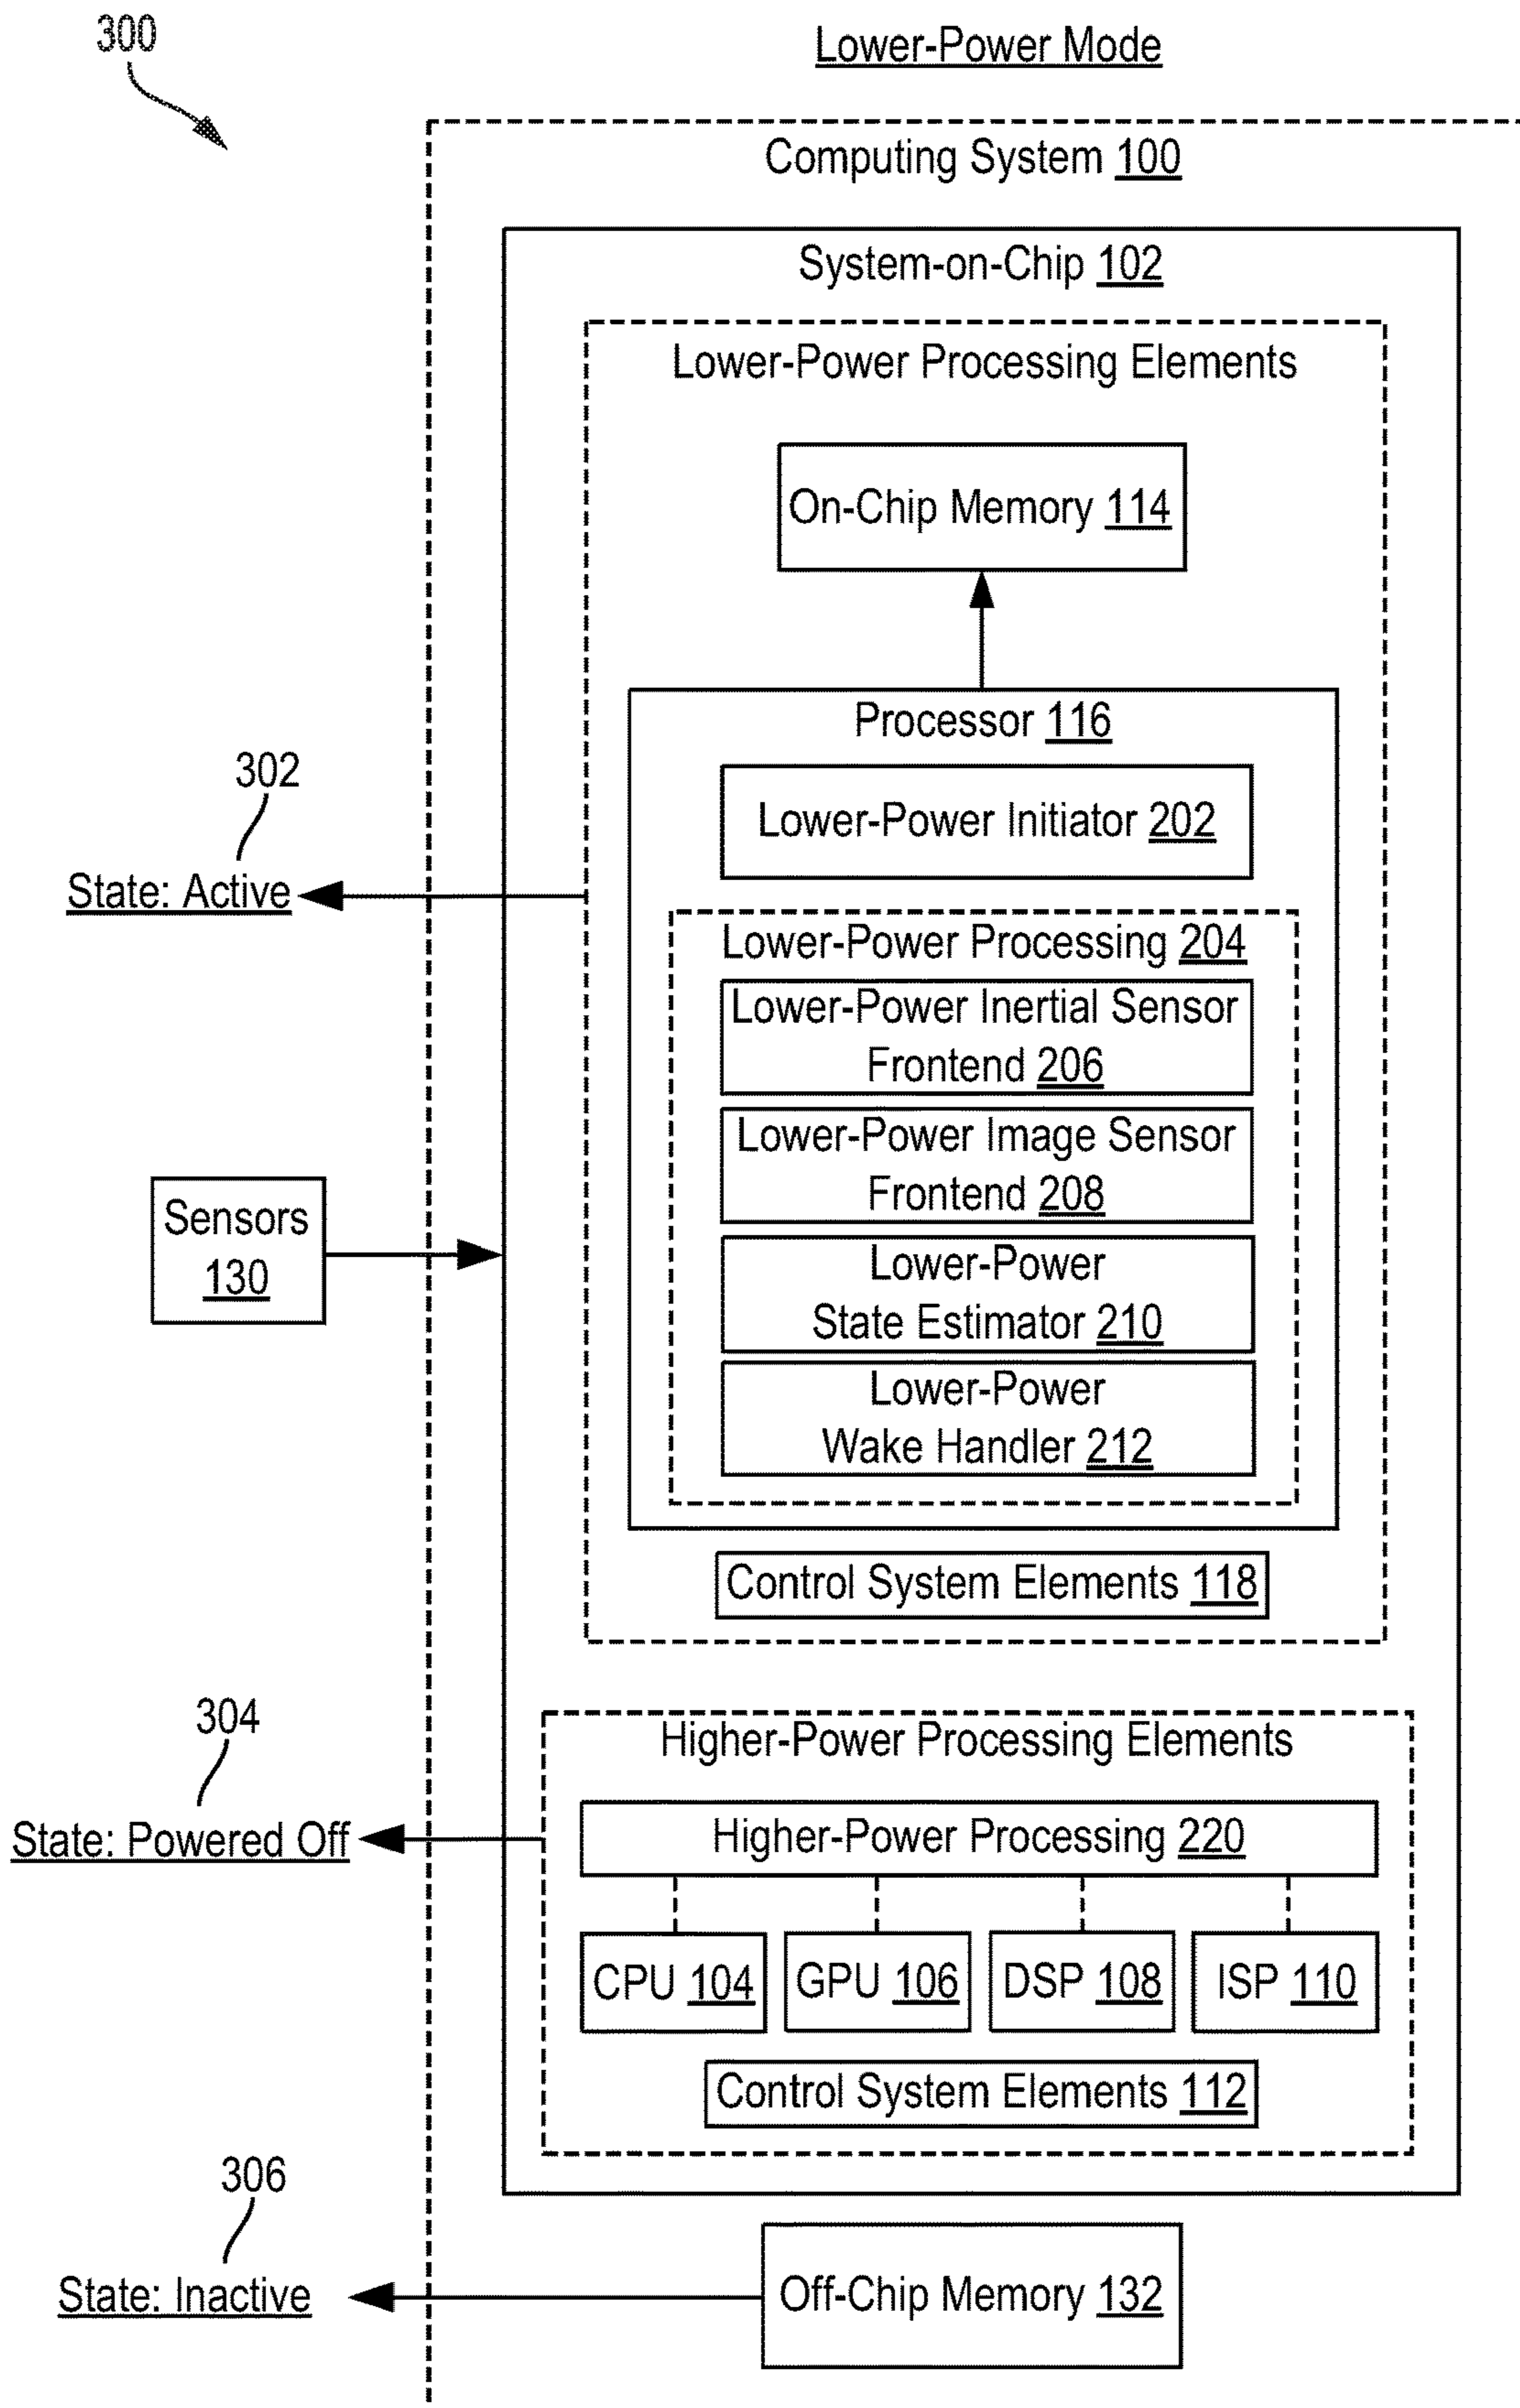 300
Lower-Power Mode
Computing System 100
System-on-Chip 102
Lower-Power Processing Elements
On-Chip Memory 114
Processor 116
302
Lower-Power Initiator 202
State: Active
Lower-Power Processing 204
Lower-Power Inertial Sensor
Frontend 206
Lower-Power Image Sensor
Frontend 208
Sensors
130
Lower-Power
State Estimator 210
Lower-Power
Wake Handler 212
Control System Elements 118
304
Higher-Power Processing Elements
State: Powered Off
Higher-Power Processing 220
CPU 104
GPU 106
DSP 108
ISP 110
Control System Elements 112
306
State: Inactive
Off-Chip Memory 132